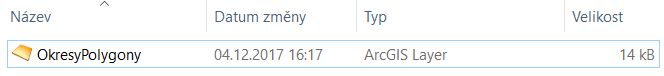 Název Datum změny Typ Velikost
OkresyPolygony 04.12.2017 16:17 ArcGIS Layer 14 kB